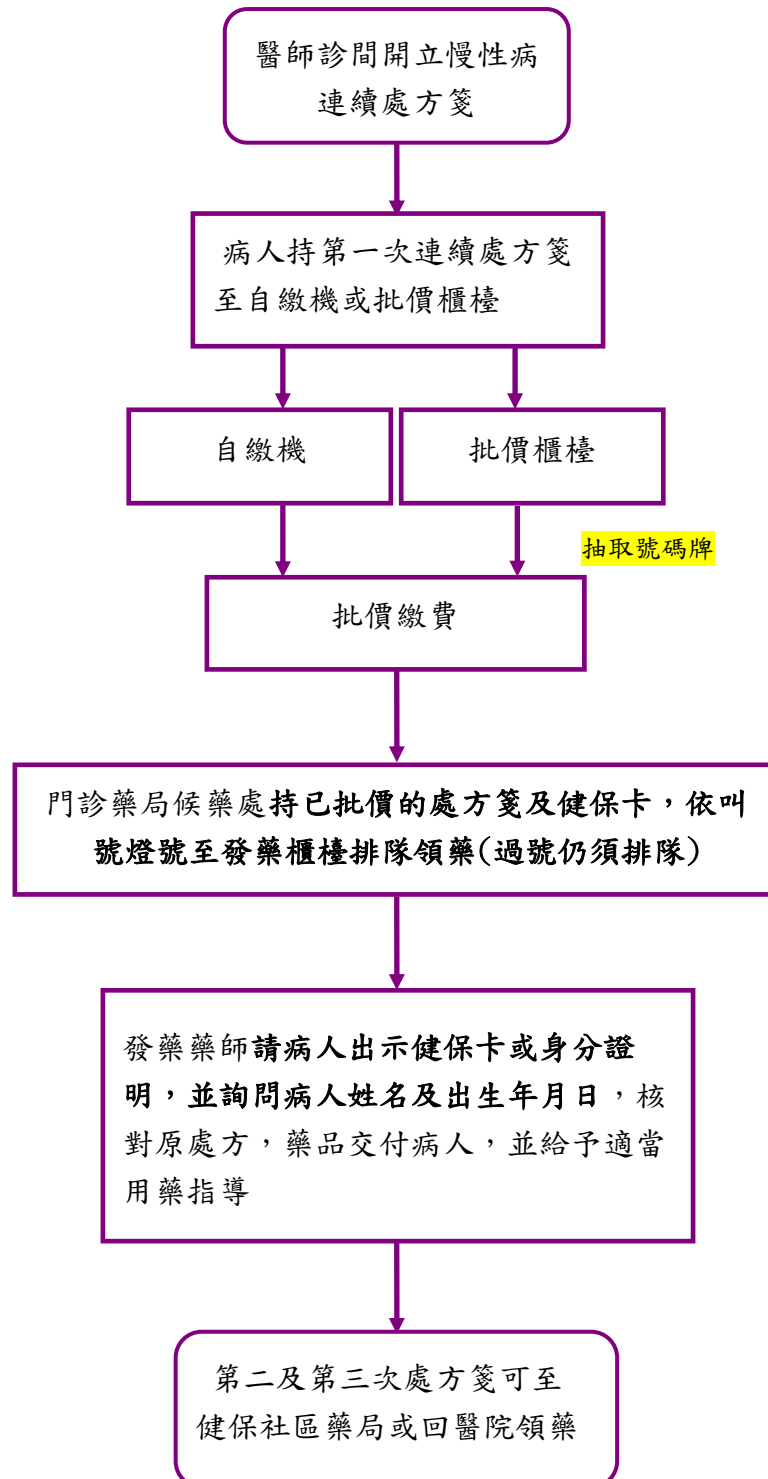 醫師診間開立慢性病
連續處方箋
病人持第一次連續處方箋
至自繳機或批價櫃檯
自繳機
批價櫃檯
抽取號碼牌
批價繳費
門診藥局候藥處持已批價的處方箋及健保卡，依叫
號燈號至發藥櫃檯排隊領藥(過號仍須排隊)
發藥藥師請病人出示健保卡或身分證
明，並詢問病人姓名及出生年月日，核
對原處方，藥品交付病人，並給予適當
用藥指導
第二及第三次處方箋可至
健保社區藥局或回醫院領藥